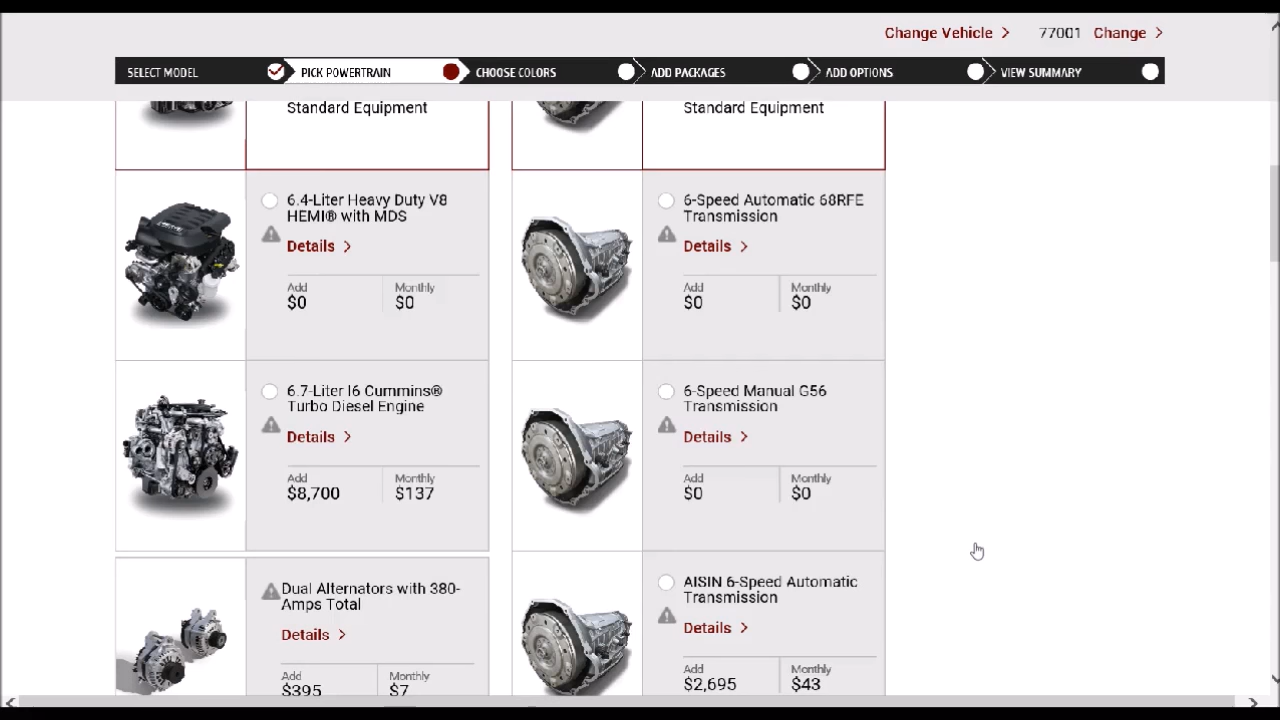 Change Vehicle
77001 Change
SELECT MODEL
PICK POWERTRAIN
CHOOSE COLORS
ADD PACKAGES
ADD OPTIONS
VIEW SUMMARY
Standard Equipment
Standard Equipment
6.4-Liter Heavy Duty V8
HEMI® with MDS
Details
Add
$0
Monthly
$0
6-Speed Automatic 68RFE
Transmission
Details
Add
$0
Monthly
$0
6.7-Liter I6 Cummins®
Turbo Diesel Engine
Details
Add
$8,700
Monthly
$137
6-Speed Manual G56
Transmission
Details
Add
$0
Monthly
$0
Dual Alternators with 380-
Amps Total
Details
Add
$395
Monthly
$7
AISIN 6-Speed Automatic
Transmission
Details
Add
$2,695
Monthly
$43